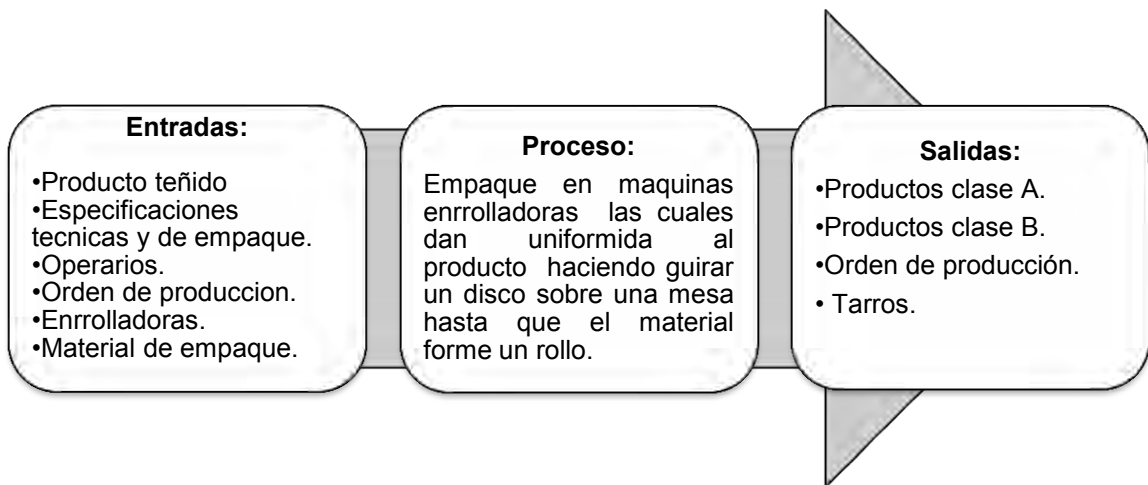 Entradas:
•Producto teñido
•Especificaciones
tecnicas y de empaque.
•Operarios.
•Orden de produccion.
•Enrrolladoras.
•Material de empaque.
Proceso:
Empaque en maquinas
enrrolladoras las cuales
dan uniformida al
producto haciendo guirar
un disco sobre una mesa
hasta que el material
forme un rollo.
Salidas:
•Productos clase A.
•Productos clase B.
•Orden de producción.
• Tarros.